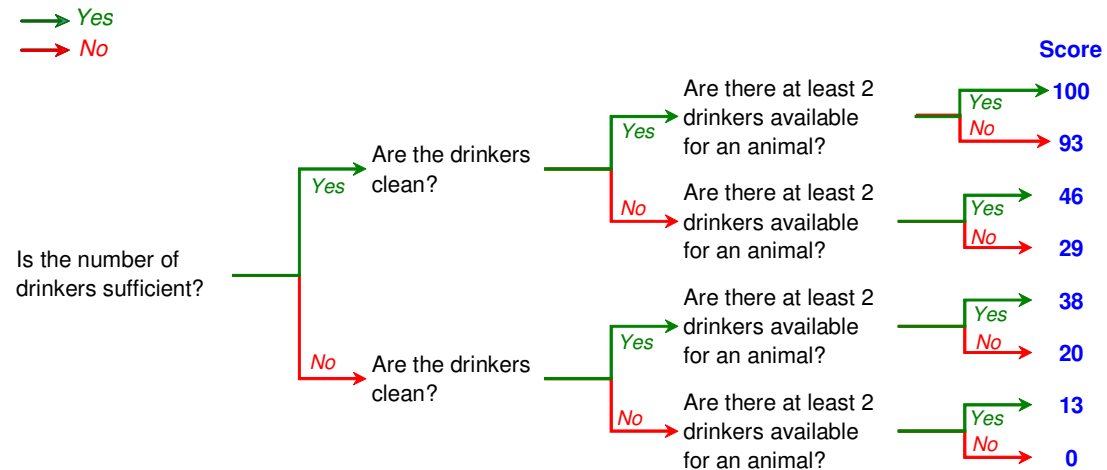 Yes
No
Score
Are there at least 2
drinkers available
for an animal?
Yes
100
No
93
Yes
Are the drinkers
clean?
Yes
No
Are there at least 2
drinkers available
for an animal?
Yes
46
No
29
Is the number of
drinkers sufficient?
Yes
No
Are there at least 2
drinkers available
for an animal?
Yes
38
No
20
Are the drinkers
clean?
Yes
No
Are there at least 2
drinkers available
for an animal?
Yes
13
No
0